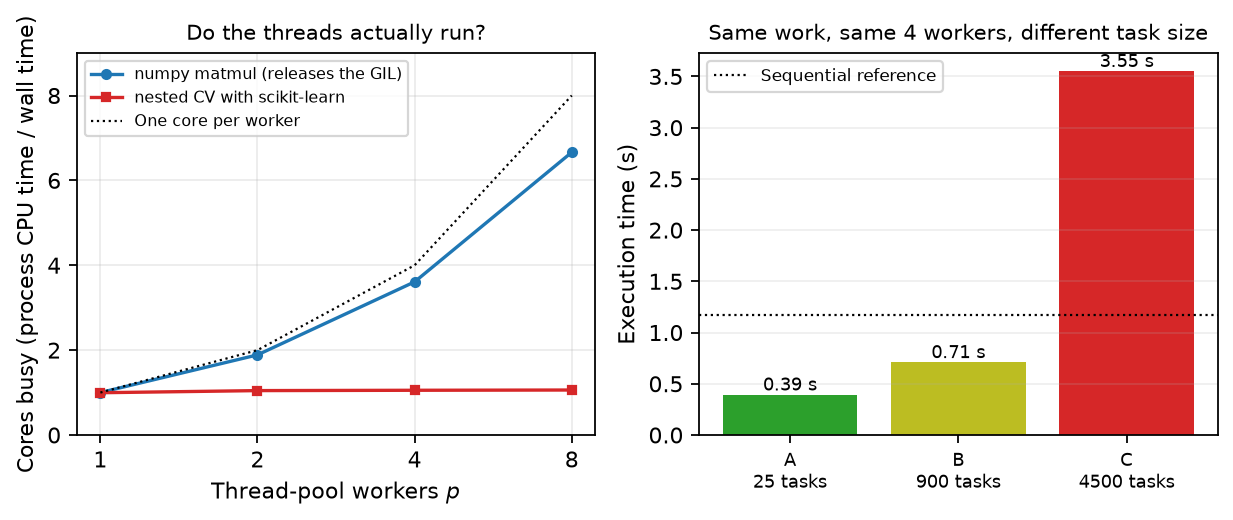 Do the threads actually run?
Cores busy (process CPU time / wall time)
8
6
4
2
0
numpy matmul (releases the GIL)
nested CV with scikit-learn
One core per worker
1 2 4 8
Thread-pool workers p
Same work, same 4 workers, different task size
Execution time (s)
3.5
3.0
2.5
2.0
1.5
1.0
0.5
0.0
Sequential reference
3.55 s
0.71 s
0.39 s
A B C
25 tasks 900 tasks 4500 tasks